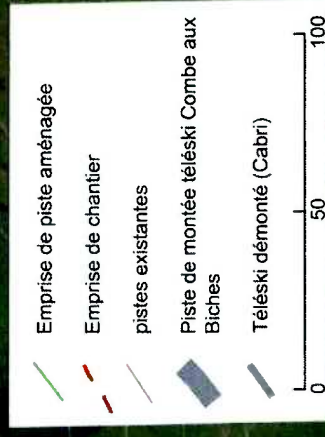 Emprise de piste aménagée
Emprise de chantier
pistes existantes
Piste de montée téléski Combe aux
Biches
Téléski démonté (Cabri)
0 50 100